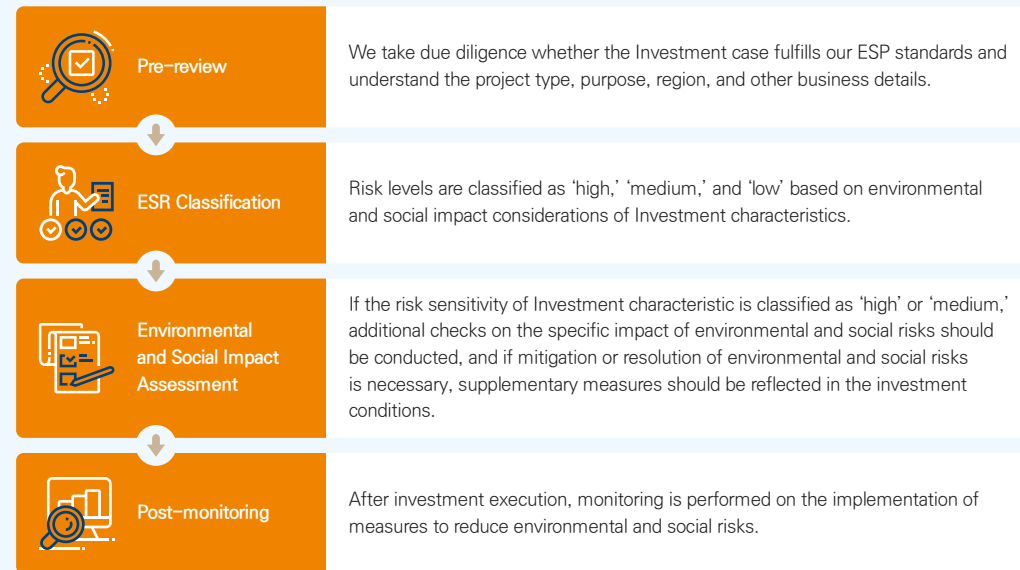 Pre-review
We take due diligence whether the Investment case fulfills our ESP standards and
understand the project type, purpose, region, and other business details.
ESR Classification
Risk levels are classified as ‘high,’ ‘medium,’ and ‘low’ based on environmental
and social impact considerations of Investment characteristics.
Environmental
and Social Impact
Assessment
If the risk sensitivity of Investment characteristic is classified as ‘high’ or ‘medium,’
additional checks on the specific impact of environmental and social risks should
be conducted, and if mitigation or resolution of environmental and social risks
is necessary, supplementary measures should be reflected in the investment
conditions.
Post-monitoring
After investment execution, monitoring is performed on the implementation of
measures to reduce environmental and social risks.